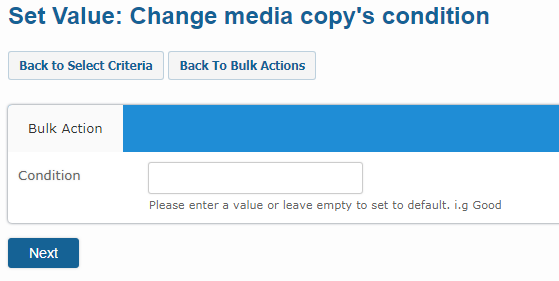 Set Value: Change media copy's condition
Back to Select Criteria Back To Bulk Actions
Bulk Action
Condition
Please enter a value or leave empty to set to default. i.g Good
Next